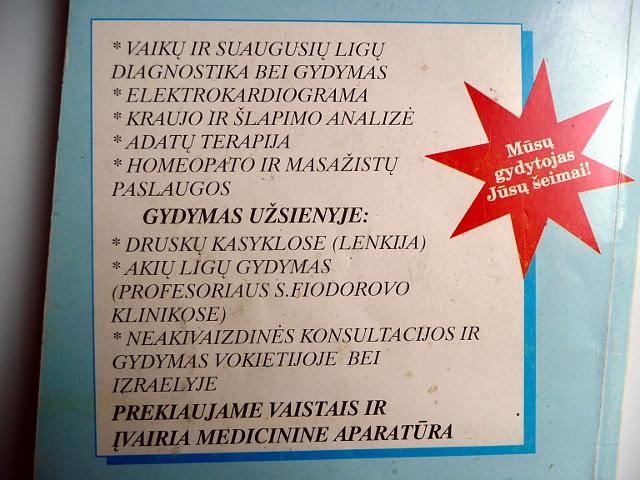 * VAIKŲ IR SUAUGUSIŲ LIGŲ
DIAGNOSTIKA BEI GYDYMAS
* ELEKTROKARDIOGRAMA
* KRAUJO IR ŠLAPIMO ANALIZĖ
* ADATŲ TERAPIJA
* HOMEOPATO IR MASAŽISTŲ
PASLAUGOS
GYDYMAS UŽSIENYJE:
* DRUSKŲ KASYKLOSE (LENKIJA)
* AKIŲ LIGŲ GYDYMAS
(PROFESORIAUS S.FIODOROVO
KLINIKOSE)
* NEAKIVAIZDINĖS KONSULTACIJOS IR
GYDYMAS VOKIETIJOJE BEI
IZRAELYJE
PREKIAUJAME VAISTAIS IR
ĮVAIRIA MEDICININE APARATŪRA
Mūsų
gydytojas
Jūsų šeimai!